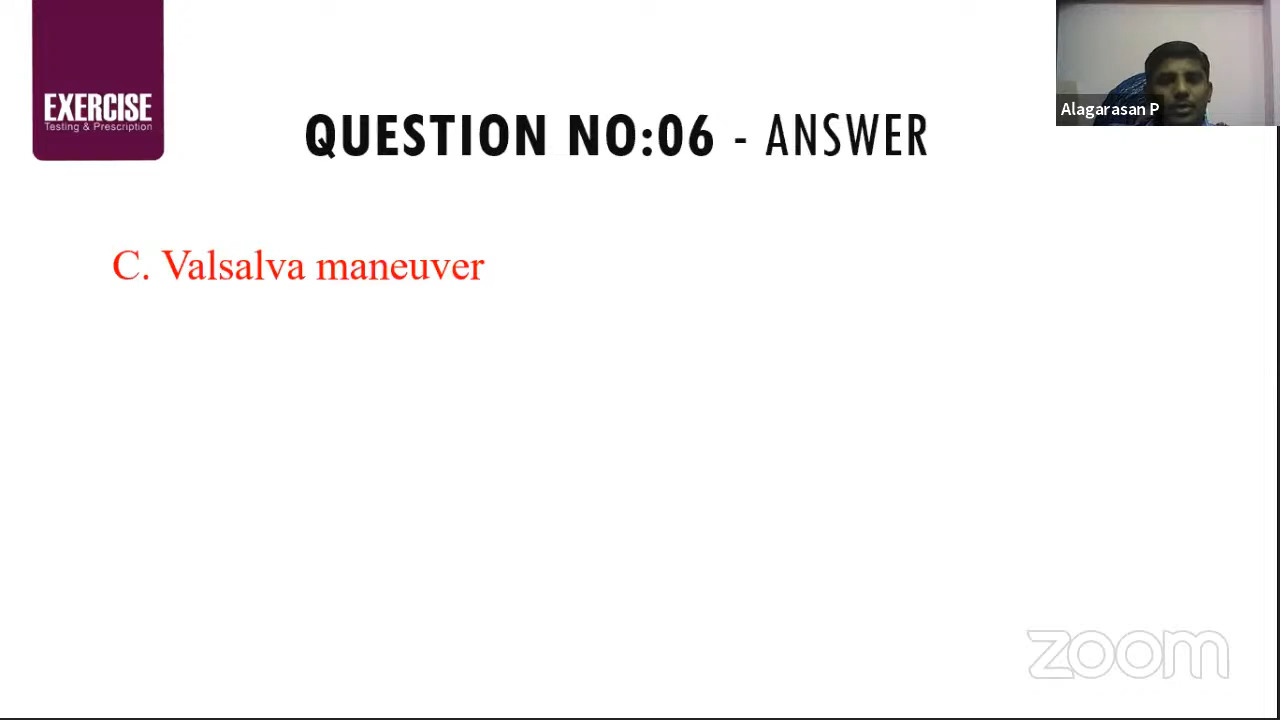 EXERCISE
Testing & Prescription
QUESTION NO:06 - ANSWER
Alagarasan P
C. Valsalva maneuver
zoom